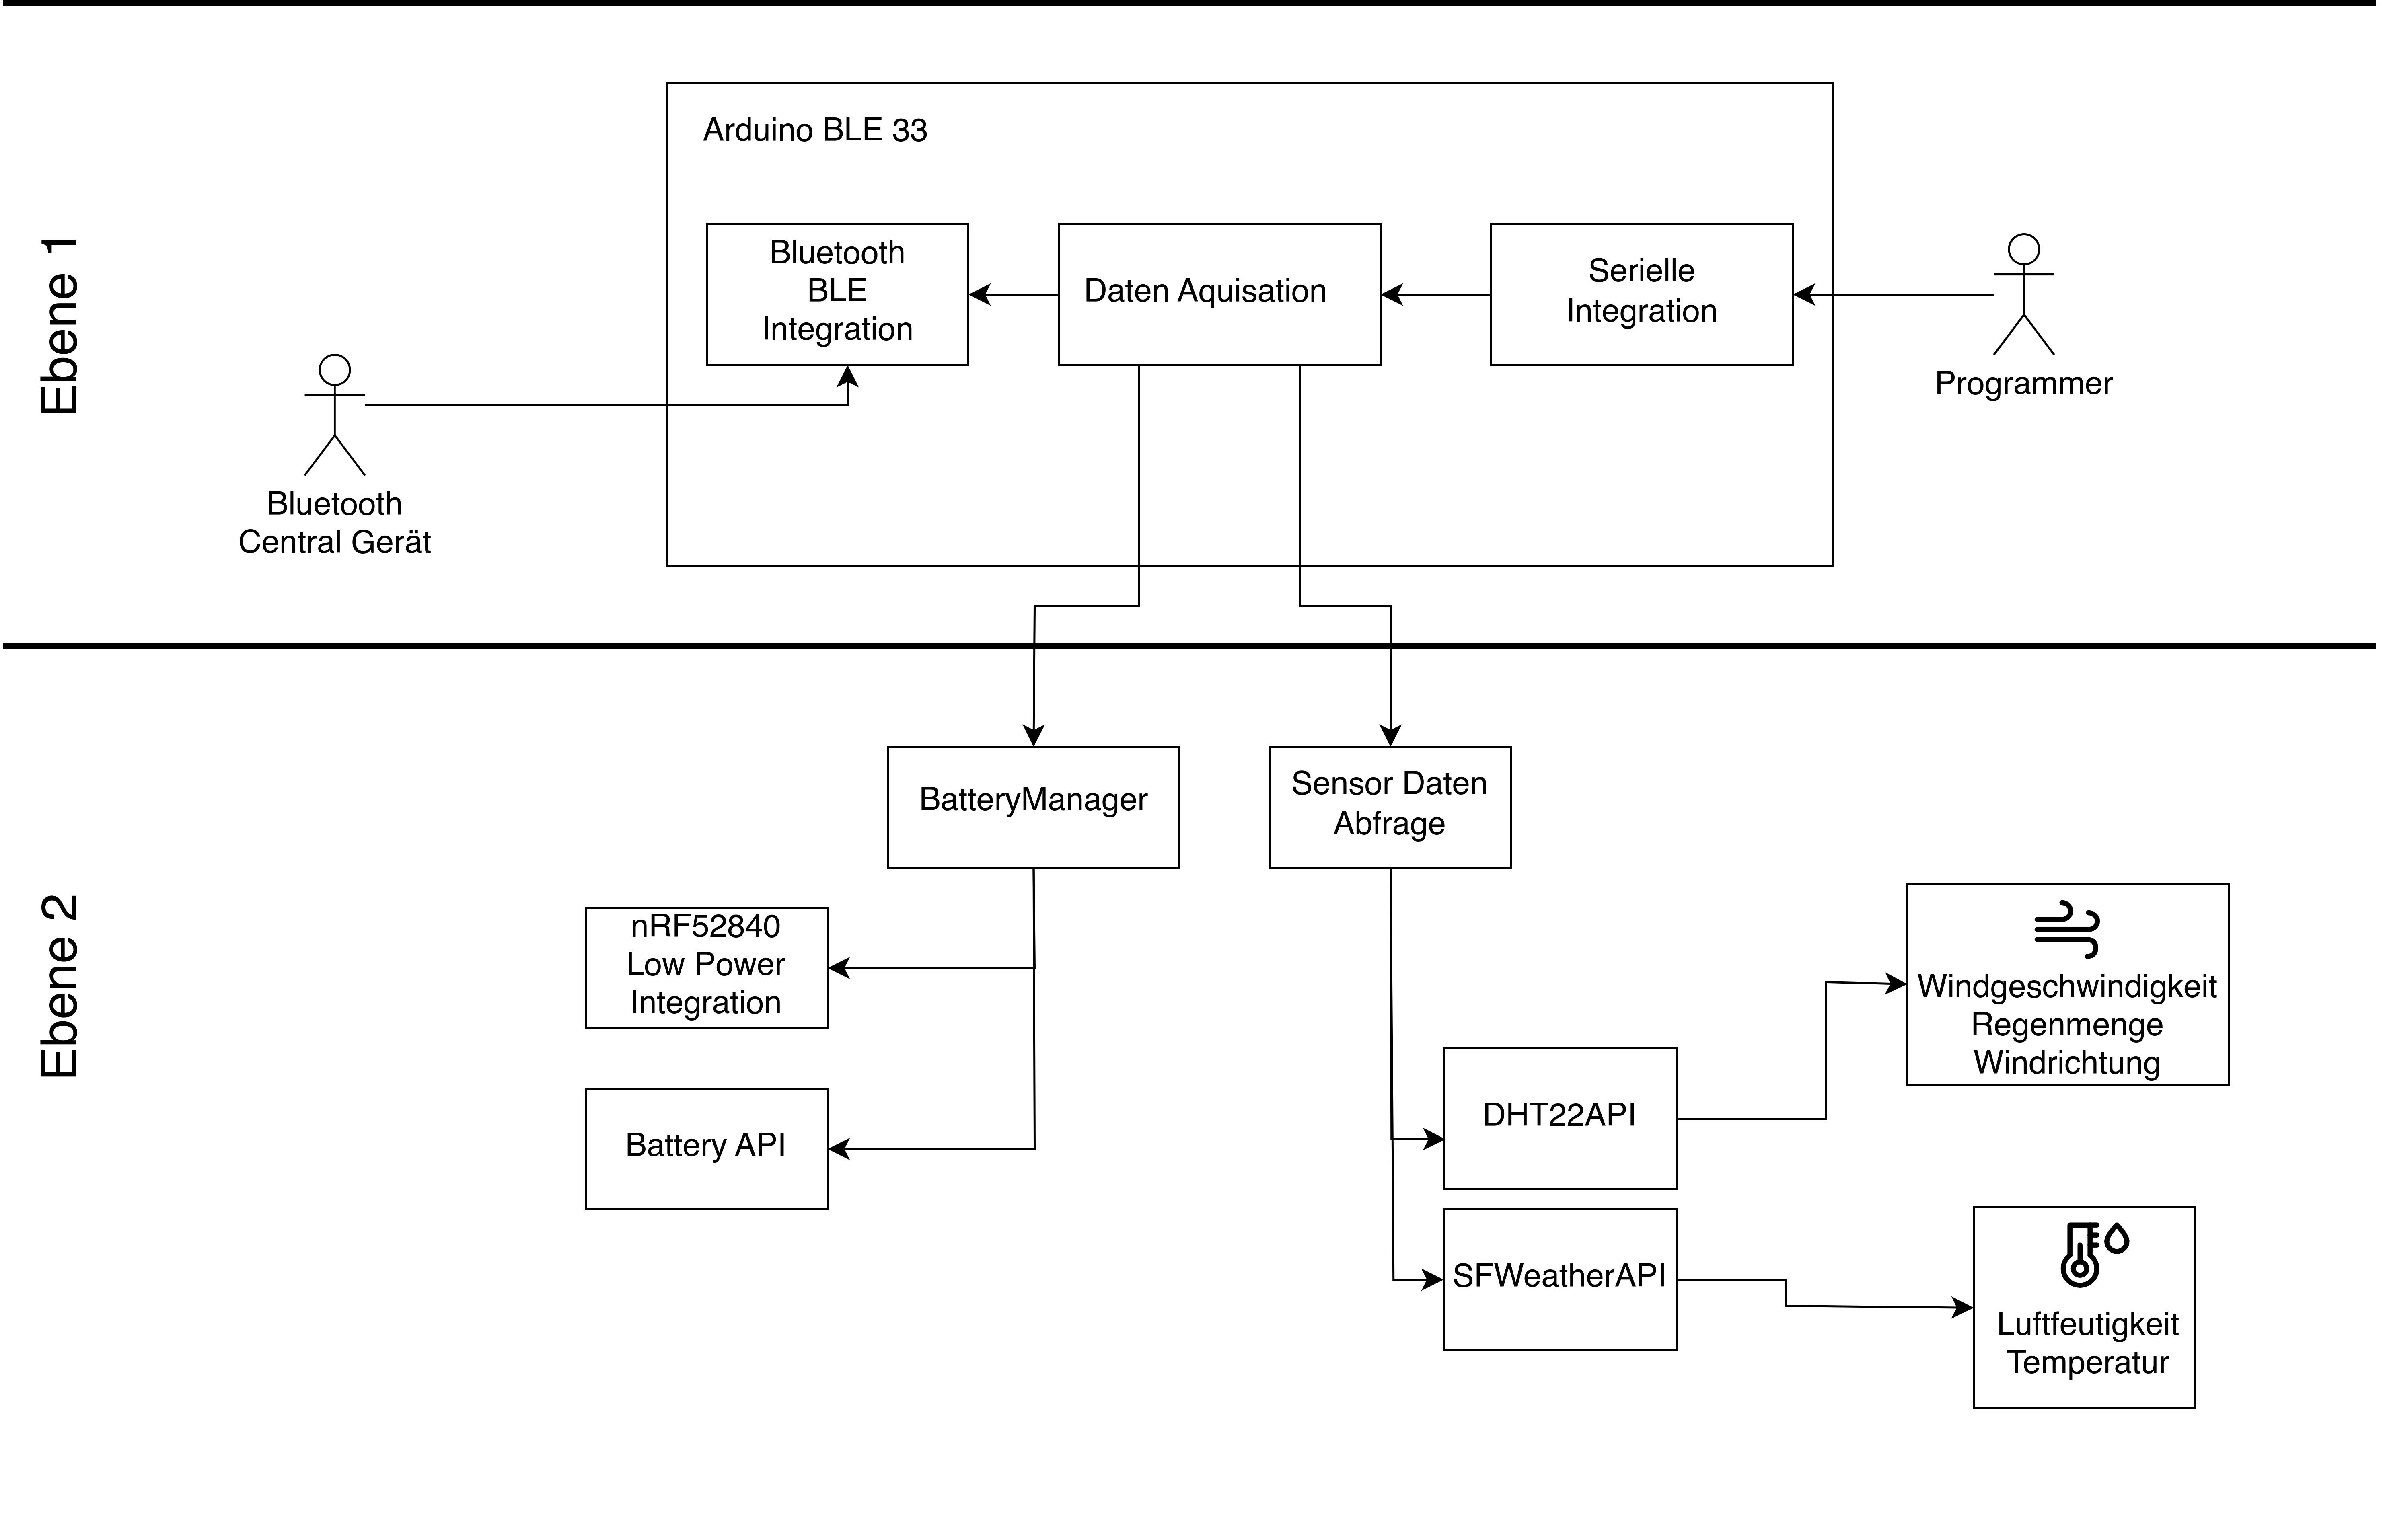 Ebene 1
Arduino BLE 33
Bluetooth
BLE
Integration
Daten Aquisation
Serielle
Integration
Programmer
Bluetooth
Central Gerät
Ebene 2
BatteryManager
Sensor Daten
Abfrage
nRF52840
Low Power
Integration
Battery API
DHT22API
Windgeschwindigkeit
Regenmenge
Windrichtung
SFWeatherAPI
Luftfeutigkeit
Temperatur